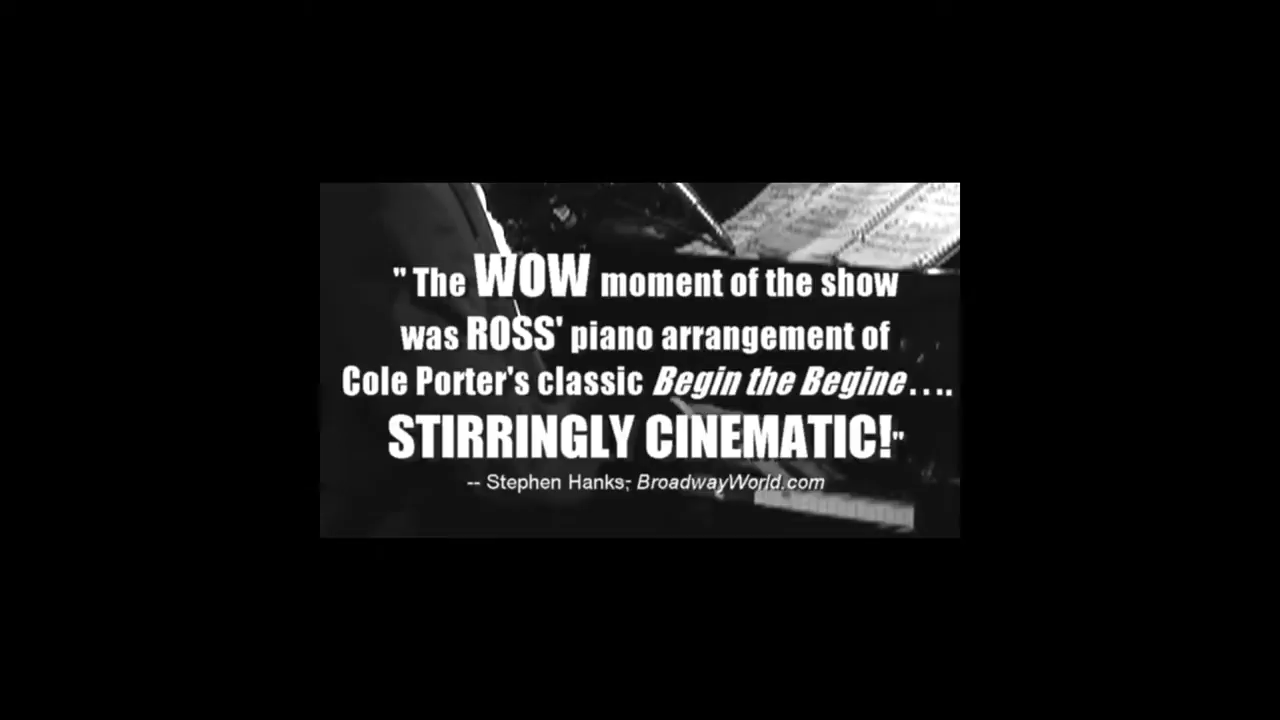 " The WOW moment of the show
was ROSS' piano arrangement of
Cole Porter's classic Begin the Begine . . . .
STIRRINGLY CINEMATIC!"
-- Stephen Hanks, BroadwayWorld.com